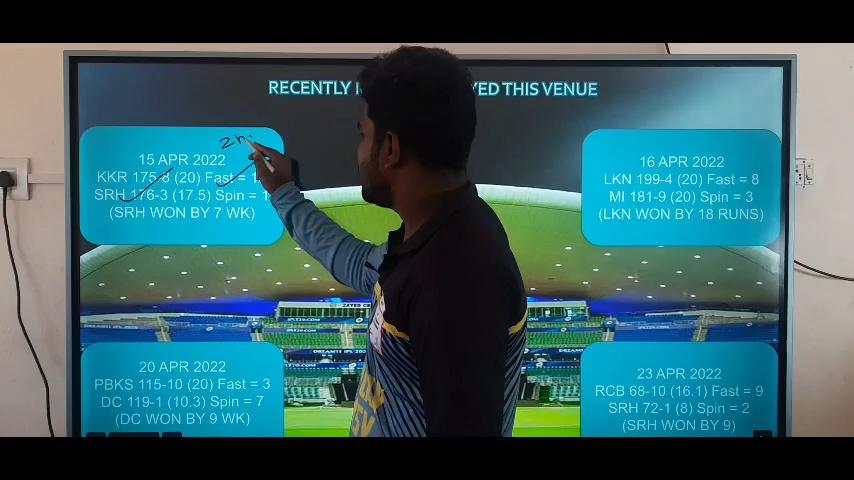 RECENTLY
YED THIS VENUE
15 APR 2022
KKR 175-8 (20) Fast =
SRH 176-3 (17.5) Spin = 1
(SRH WON BY 7 WK)
16 APR 2022
LKN 199-4 (20) Fast = 8
MI 181-9 (20) Spin = 3
(LKN WON BY 18 RUNS)
20 APR 2022
PBKS 115-10 (20) Fast = 3
DC 119-1 (10.3) Spin = 7
(DC WON BY 9 WK)
23 APR 2022
RCB 68-10 (16.1) Fast = 9
SRH 72-1 (8) Spin = 2
(SRH WON BY 9)